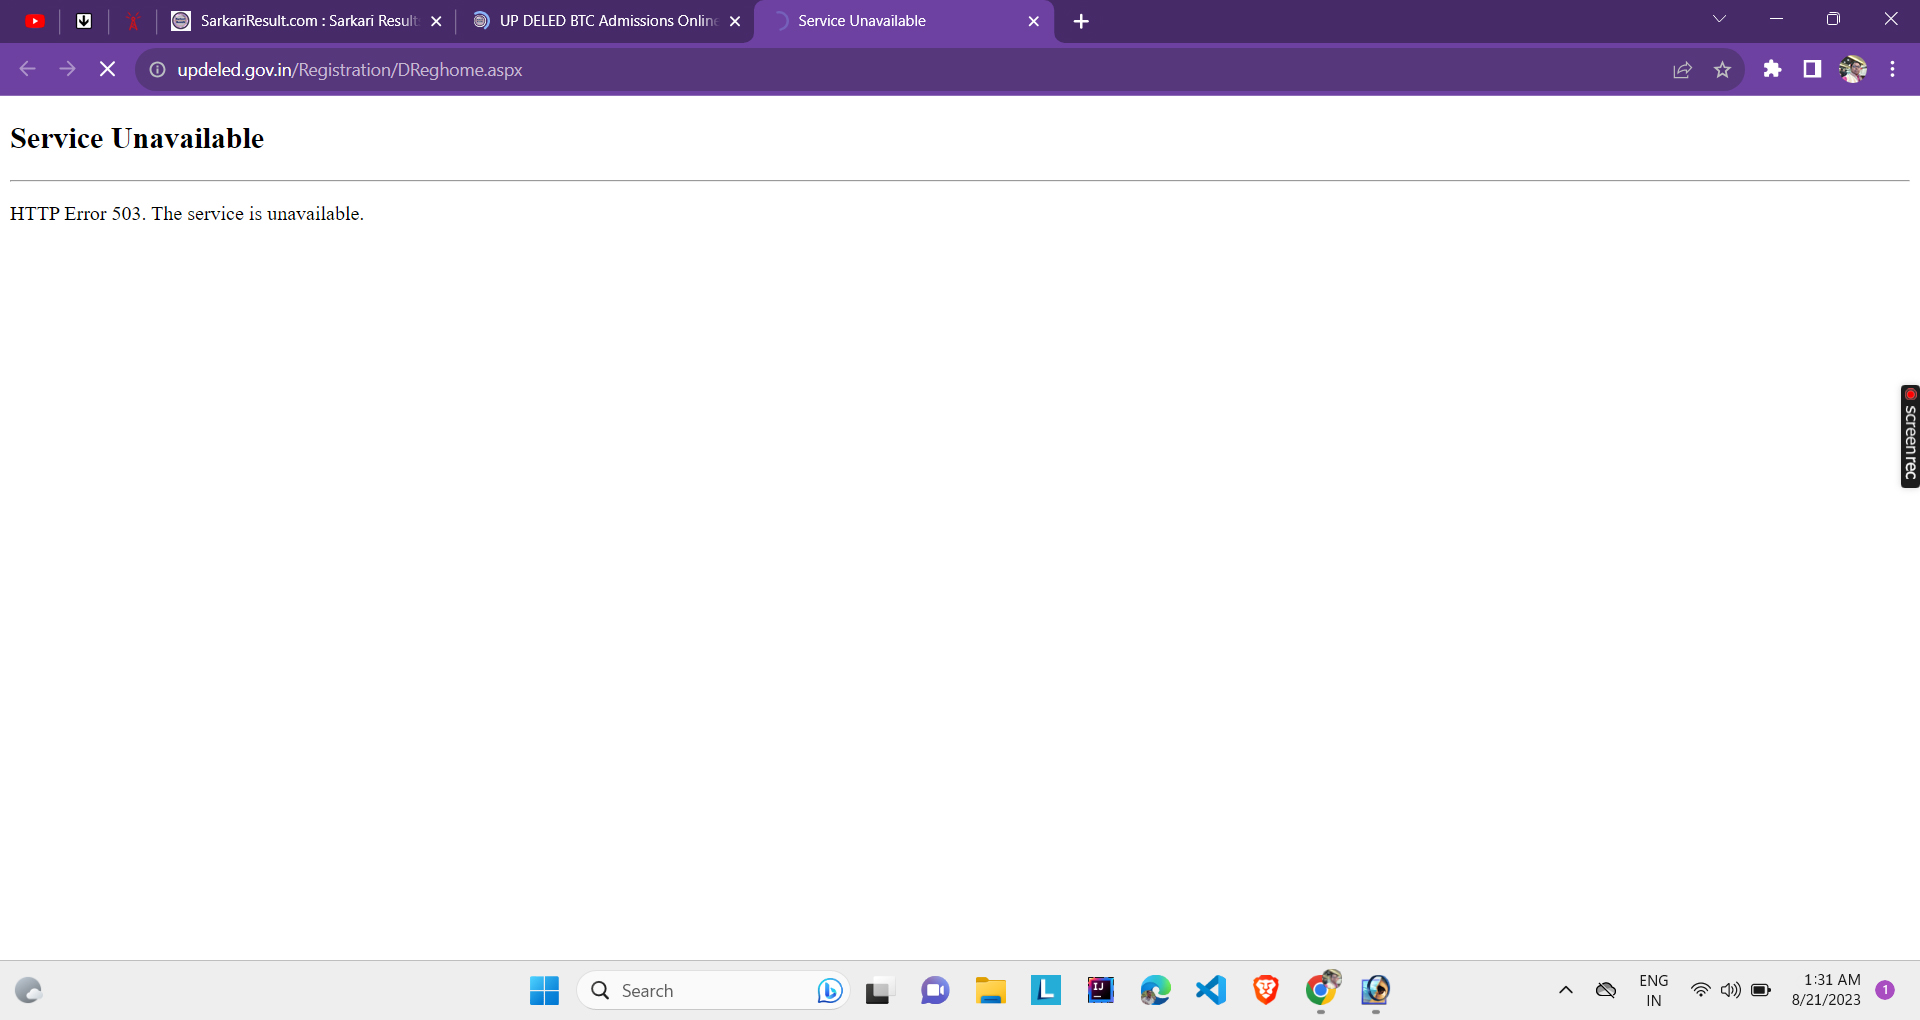 SarkariResult.com : Sarkari Result
UP DELED BTC Admissions Online
Service Unavailable
updeled.gov.in/Registration/DReghome.aspx
Service Unavailable
HTTP Error 503. The service is unavailable.
screenrec
Search
L
IJ
ENG
IN
1:31 AM
8/21/2023
1